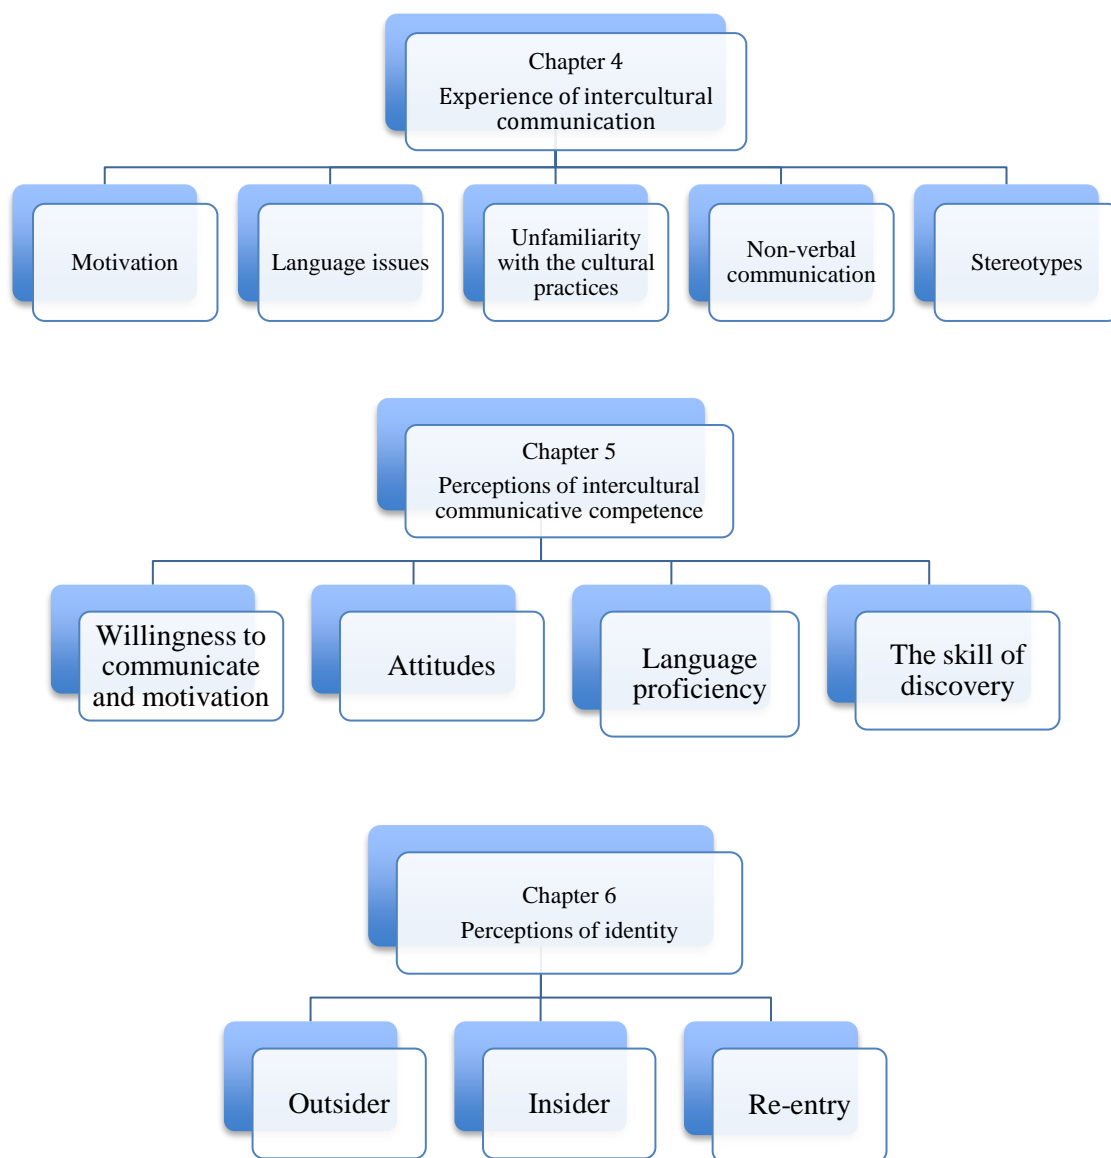 Chapter 4
Experience of intercultural
communication
Motivation
Language issues
Unfamiliarity
with the cultural
practices
Non-verbal
communication
Stereotypes
Chapter 5
Perceptions of intercultural
communicative competence
Willingness to
communicate
and motivation
Attitudes
Language
proficiency
The skill of
discovery
Chapter 6
Perceptions of identity
Outsider
Insider
Re-entry